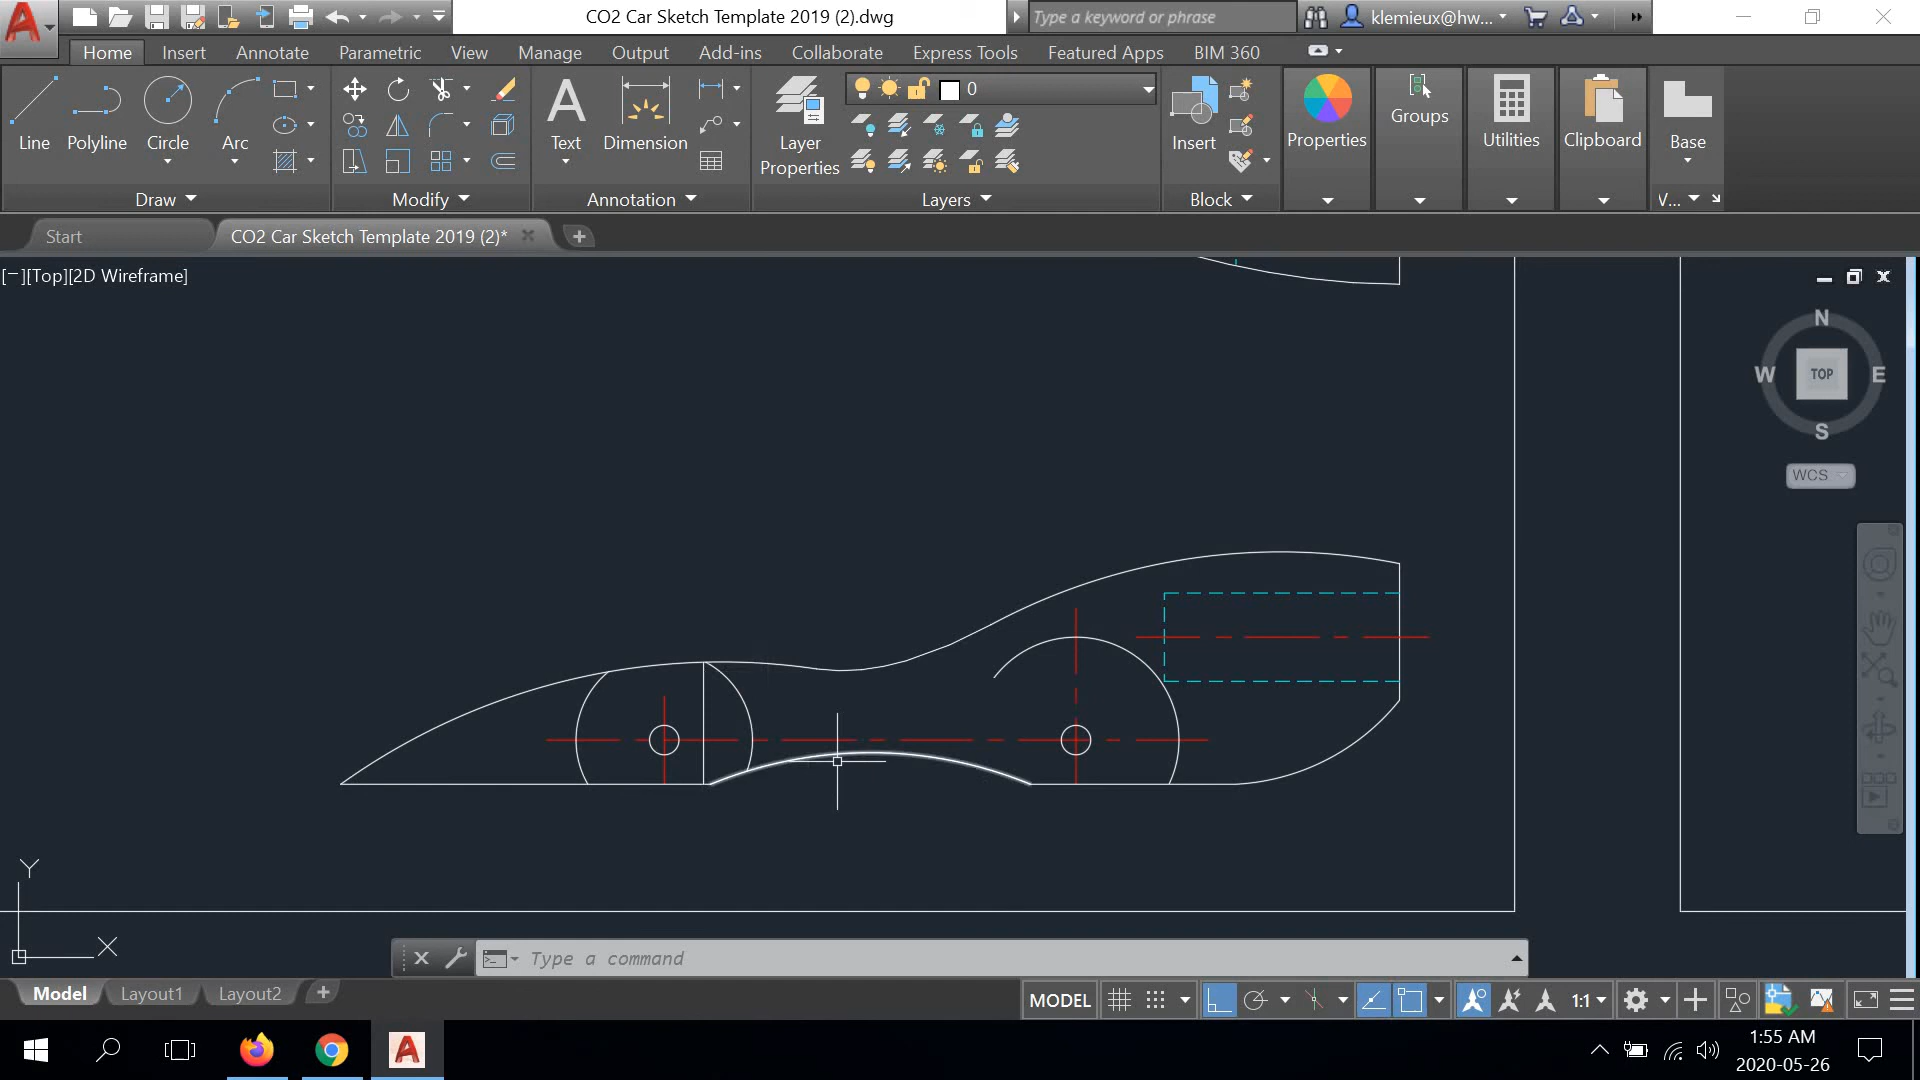 CO2 Car Sketch Template 2019 (2).dwg
Type a keyword or phrase
klemieux@hw...
Home Insert Annotate Parametric View Manage Output Add-ins Collaborate Express Tools Featured Apps BIM 360
Line Polyline Circle Arc
Text Dimension
Layer Properties
0
Insert
Properties
Groups
Utilities
Clipboard
Base
Draw Modify Annotation Layers Block V...
Start
CO2 Car Sketch Template 2019 (2)*
[−][Top][2D Wireframe]
N
W TOP E
S
WCS
Y
X
Type a command
Model Layout1 Layout2
MODEL
1:1
1:55 AM
2020-05-26